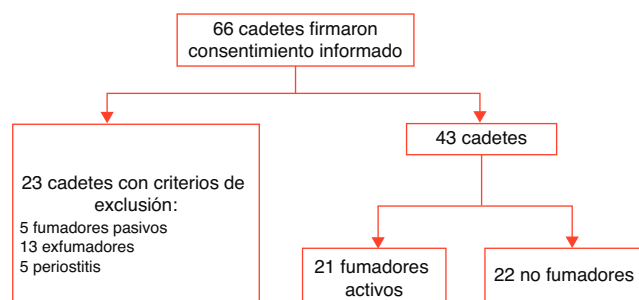 66 cadetes firmaron
consentimiento informado
23 cadetes con criterios de
exclusión:
5 fumadores pasivos
13 exfumadores
5 periostitis
43 cadetes
21 fumadores
activos
22 no fumadores